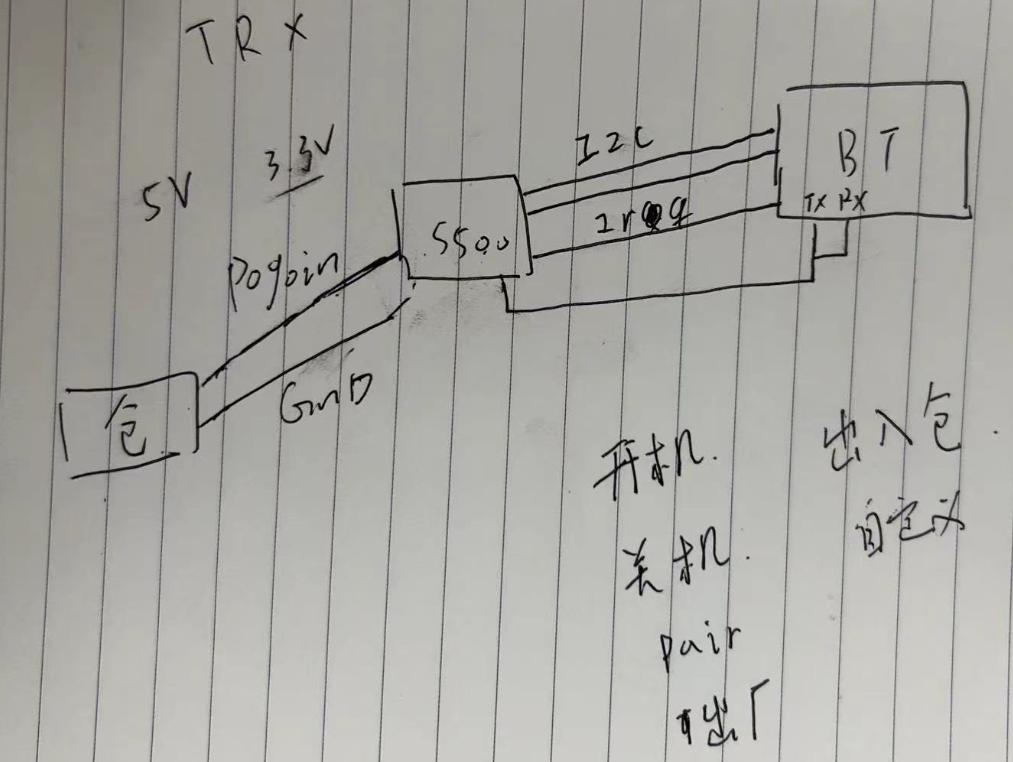 TRX
3.3V
5V
I2C
BT
TX RX
Irq
5500
Pogoin
GND
仓
开机.
出入仓.
自定义
关机.
pair
出厂